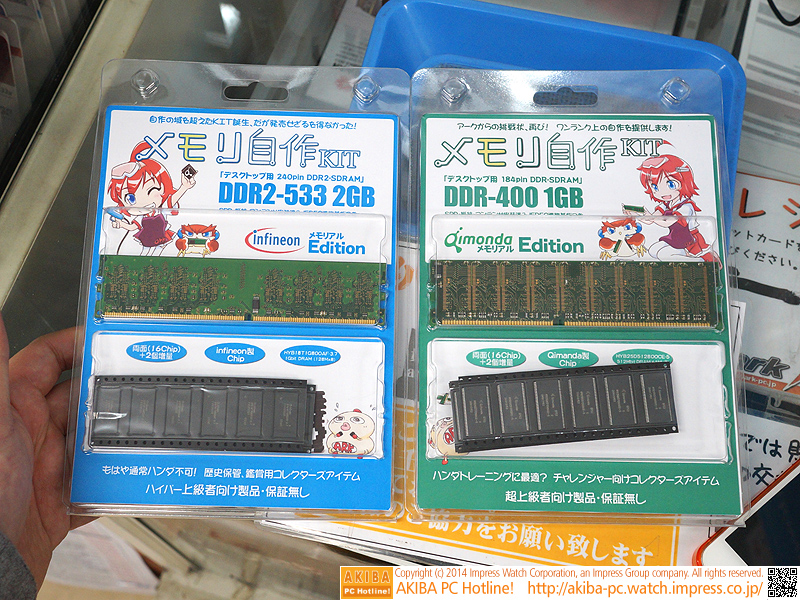 自作の域を超えたKIT誕生、だが発売せざるを得なかった!
メモリ自作KIT
「デスクトップ用 240pin DDR2-SDRAM」
DDR2-533 2GB
infineon メモリアル Edition
両面(16Chip) +2個増量
Infineon製 Chip
HYB18T1G800AF-3.7
1Gbit DRAM (128M×8)
ARK
もはや通常ハンダ不可! 歴史保管、鑑賞用コレクターズアイテム
ハイパー上級者向け製品・保証無し
アークからの挑戦状、再び! ワンランク上の自作を提供します!
メモリ自作KIT
「デスクトップ用 184pin DDR-SDRAM」
DDR-400 1GB
Qimonda メモリアル Edition
両面(16Chip) +2個増量
Qimanda製 Chip
HYB25DS12800CE-5
ハンダトレーニングに最適? チャレンジャー向けコレクターズアイテム
超上級者向け製品・保証無し
協力をお願い致します
AKIBA PC Hotline!
Copyright (c) 2014 Impress Watch Corporation, an Impress Group company. All rights reserved.
AKIBA PC Hotline! http://akiba-pc.watch.impress.co.jp/